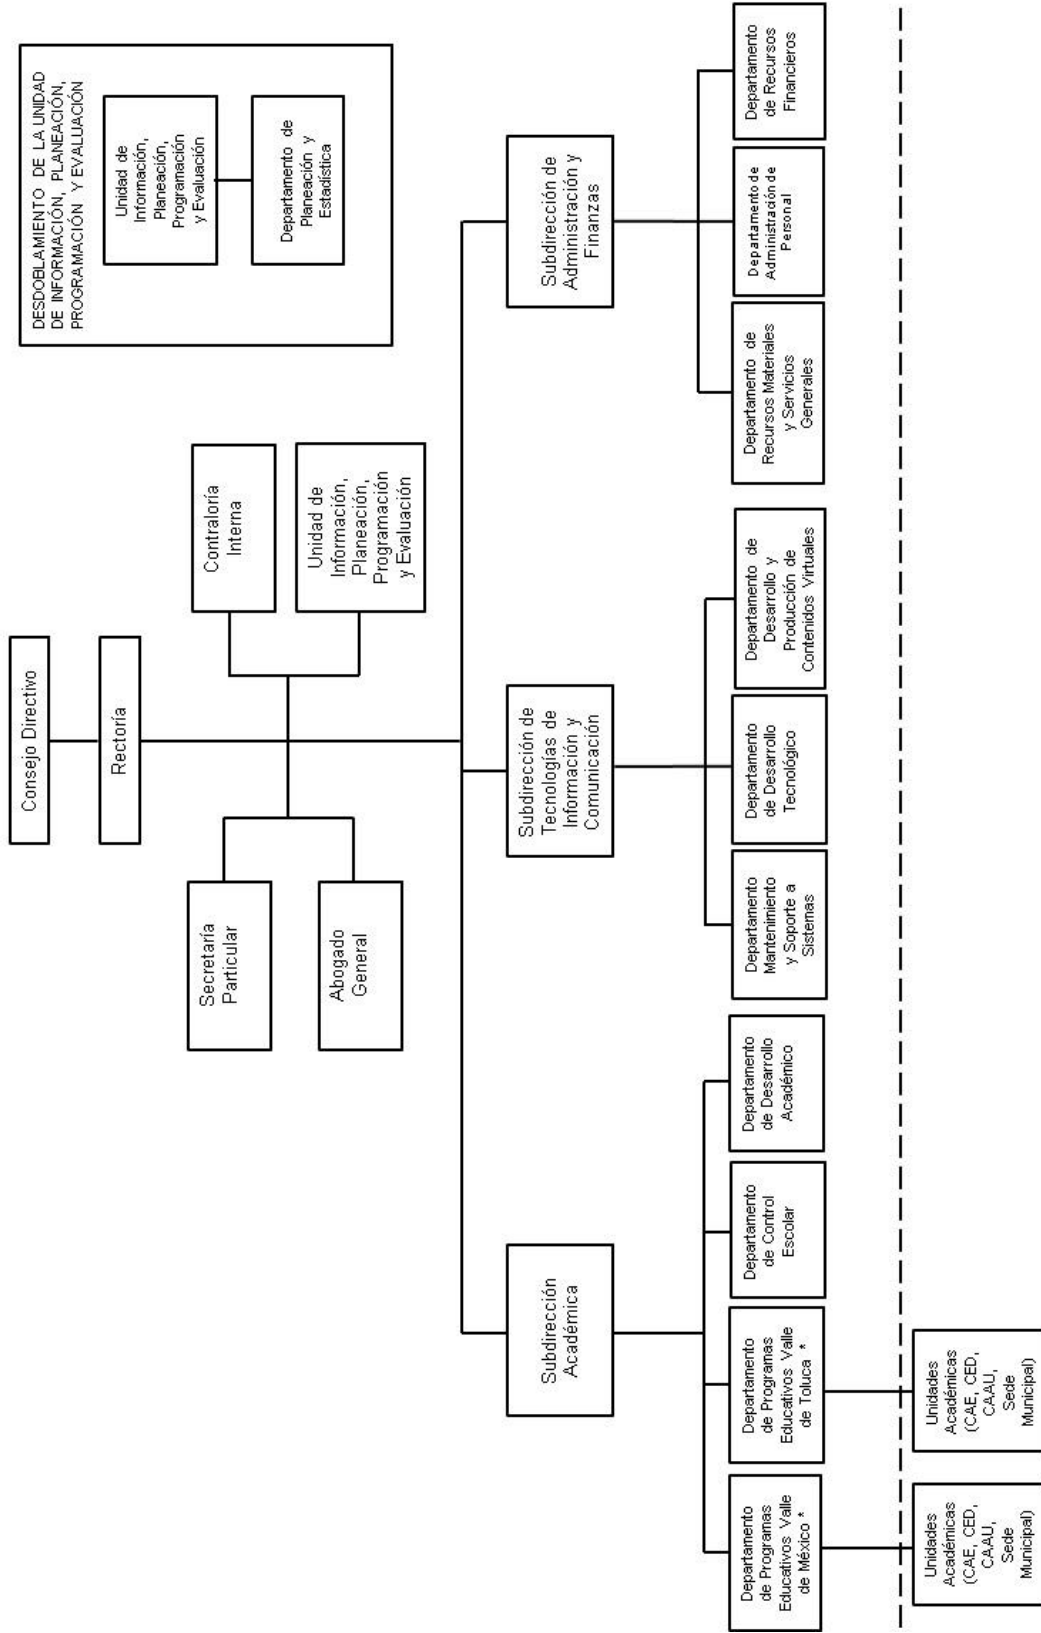 Consejo Directivo
Rectoría
Secretaría
Particular
Abogado
General
Contraloría
Interna
Unidad de
Información,
Planeación,
Programación
y Evaluación
DESDOBLAMIENTO DE LA UNIDAD
DE INFORMACIÓN, PLANEACIÓN,
PROGRAMACIÓN Y EVALUACIÓN
Unidad de
Información,
Planeación,
Programación
y Evaluación
Departamento de
Planeación y
Estadística
Subdirección
Académica
Subdirección de
Tecnologías de
Información y
Comunicación
Subdirección de
Administración y
Finanzas
Departamento
de Programas
Educativos Valle
de México *
Departamento
de Programas
Educativos Valle
de Toluca *
Departamento
de Control
Escolar
Departamento
de Desarrollo
Académico
Departamento
Mantenimiento
y Soporte a
Sistemas
Departamento
de Desarrollo
Tecnológico
Departamento de
Desarrollo y
Producción de
Contenidos Virtuales
Departamento de
Recursos Materiales
y Servicios
Generales
Departamento de
Administración de
Personal
Departamento
de Recursos
Financieros
Unidades
Académicas
(CAE, CED,
CAAU,
Sede
Municipal)
Unidades
Académicas
(CAE, CED,
CAAU,
Sede
Municipal)